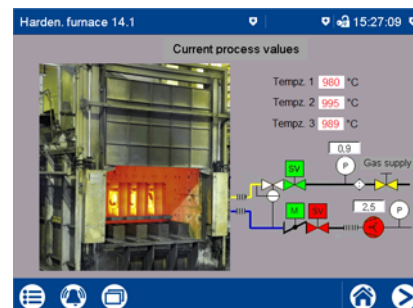 Harden. furnace 14.1
15:27:09
Current process values
Tempz. 1 980 °C
Tempz. 2 995 °C
Tempz. 3 989 °C
0,9
SV P Gas supply
2,5
M SV P